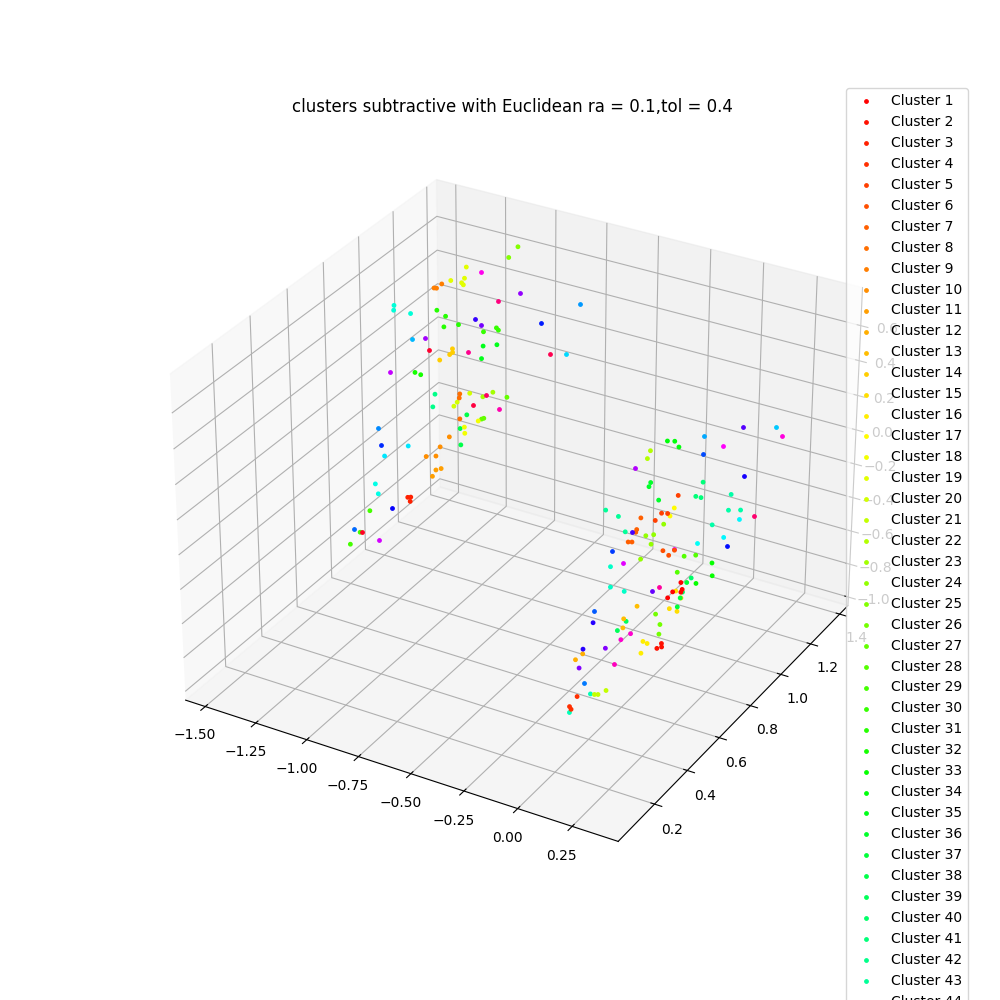 clusters subtractive with Euclidean ra = 0.1,tol = 0.4
Cluster 1
Cluster 2
Cluster 3
Cluster 4
Cluster 5
Cluster 6
Cluster 7
Cluster 8
Cluster 9
Cluster 10
Cluster 11
Cluster 12
Cluster 13
Cluster 14
Cluster 15
Cluster 16
Cluster 17
Cluster 18
Cluster 19
Cluster 20
Cluster 21
Cluster 22
Cluster 23
Cluster 24
Cluster 25
Cluster 26
Cluster 27
Cluster 28
Cluster 29
Cluster 30
Cluster 31
Cluster 32
Cluster 33
Cluster 34
Cluster 35
Cluster 36
Cluster 37
Cluster 38
Cluster 39
Cluster 40
Cluster 41
Cluster 42
Cluster 43
Cluster 44
0.4
0.2
0.0
−0.2
−0.4
−0.6
−0.8
−1.0
1.4
1.2
1.0
0.8
0.6
0.4
0.2
−1.50
−1.25
−1.00
−0.75
−0.50
−0.25
0.00
0.25